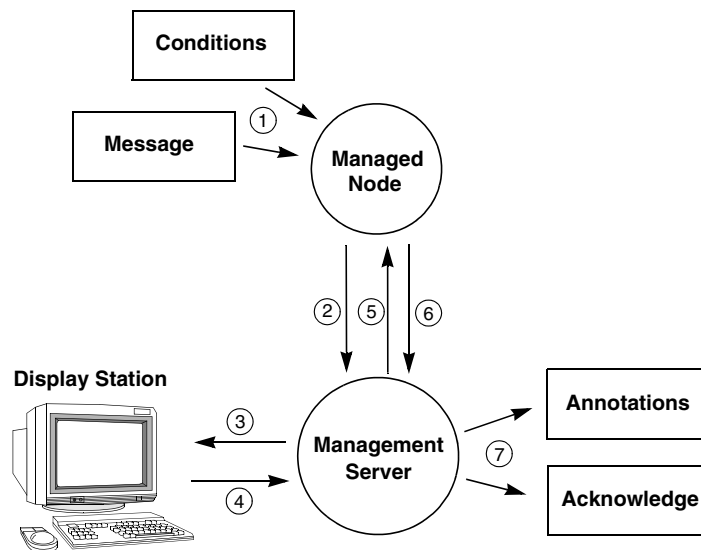 Conditions
1
Message
Managed
Node
2
5
6
Display Station
Annotations
3
Management
Server
7
4
Acknowledge